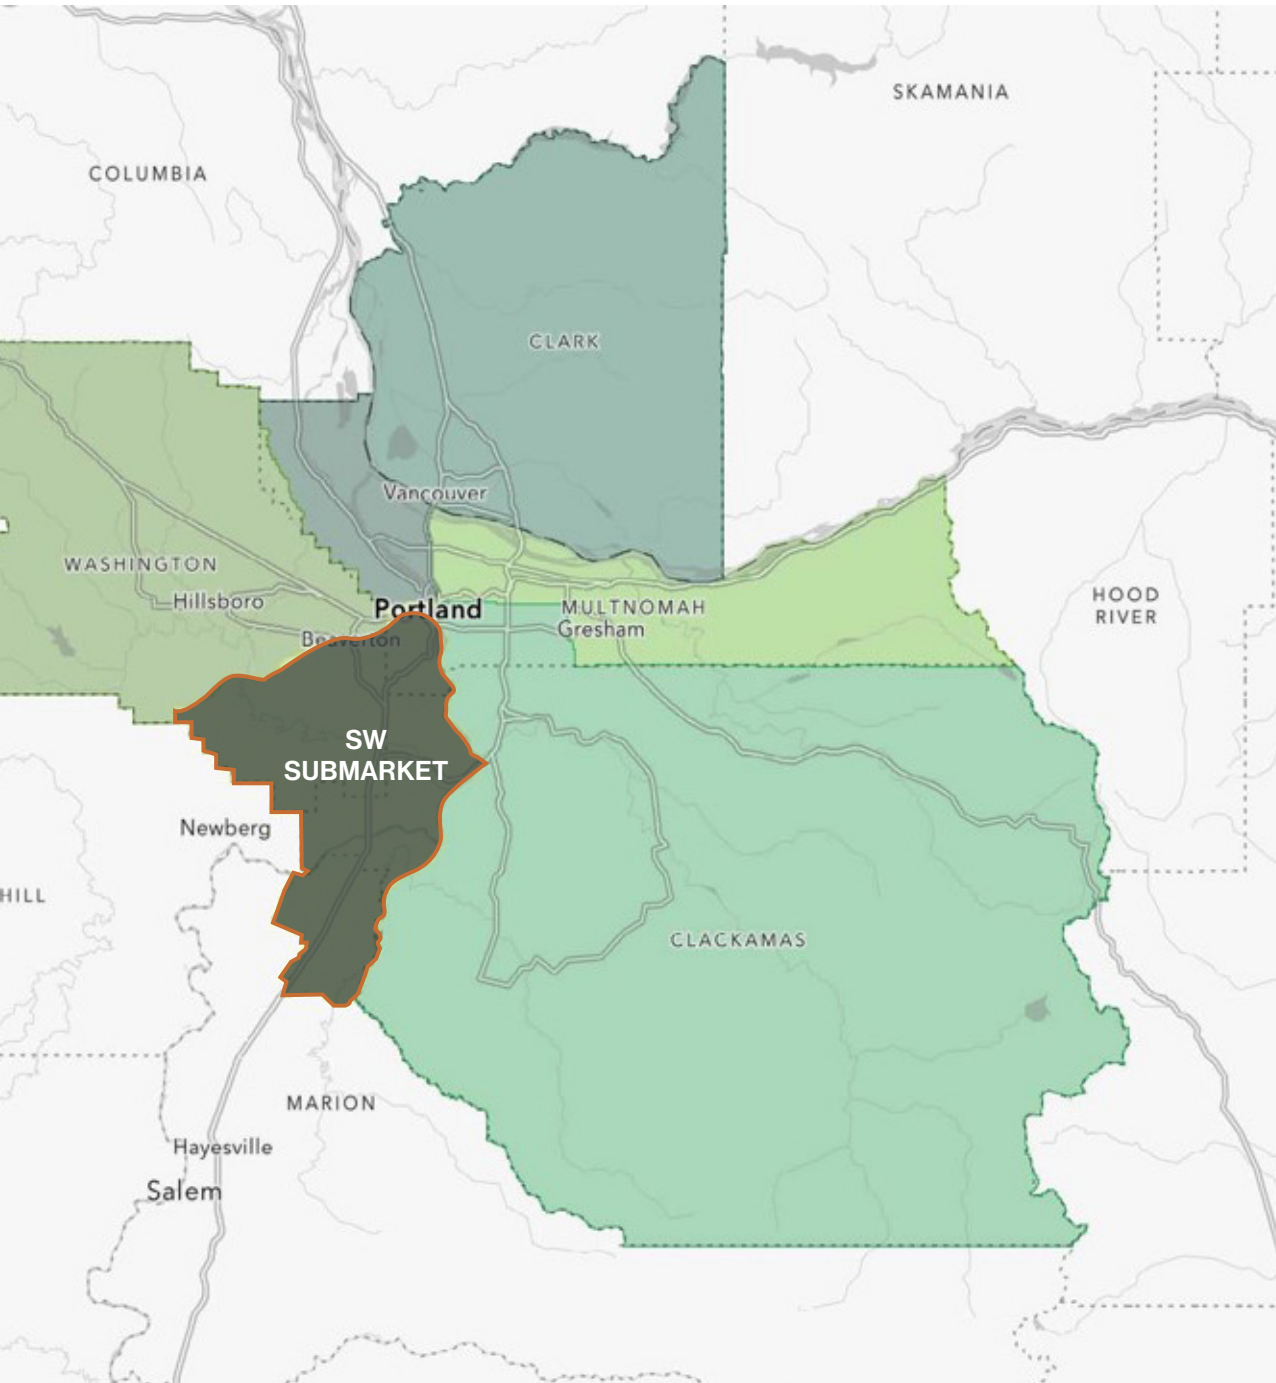 SKAMANIA
COLUMBIA
CLARK
Vancouver
WASHINGTON
Hillsboro
Portland
MULTNOMAH
Gresham
HOOD
RIVER
Beaverton
SW
SUBMARKET
Newberg
HILL
CLACKAMAS
MARION
Hayesville
Salem